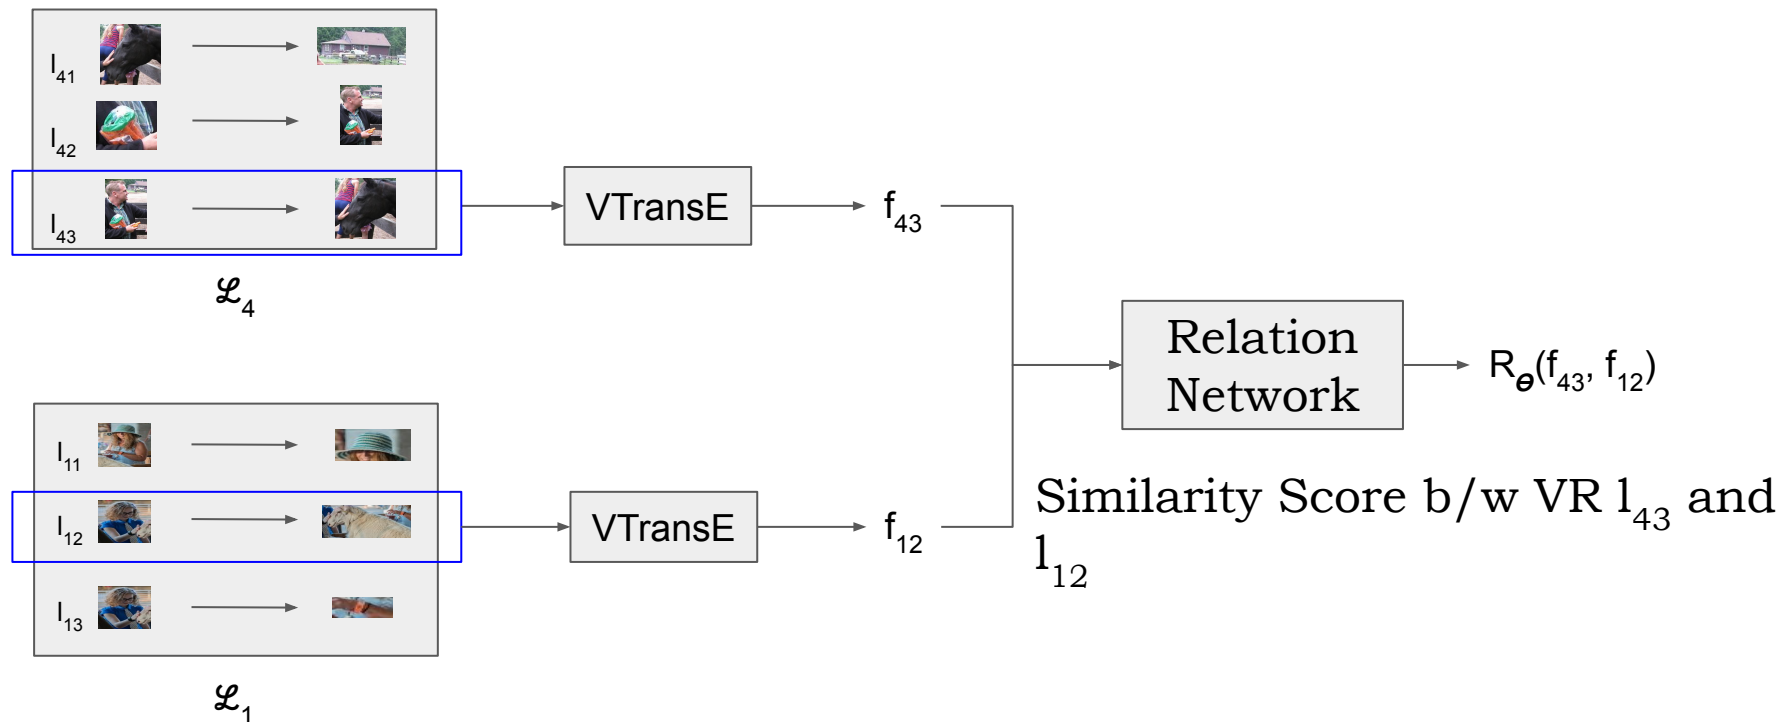 l₄₁
l₄₂
l₄₃
ℒ₄
VTransE
f₄₃
l₁₁
l₁₂
l₁₃
ℒ₁
VTransE
f₁₂
Relation
Network
R𝜽(f₄₃, f₁₂)
Similarity Score b/w VR l₄₃ and
l₁₂